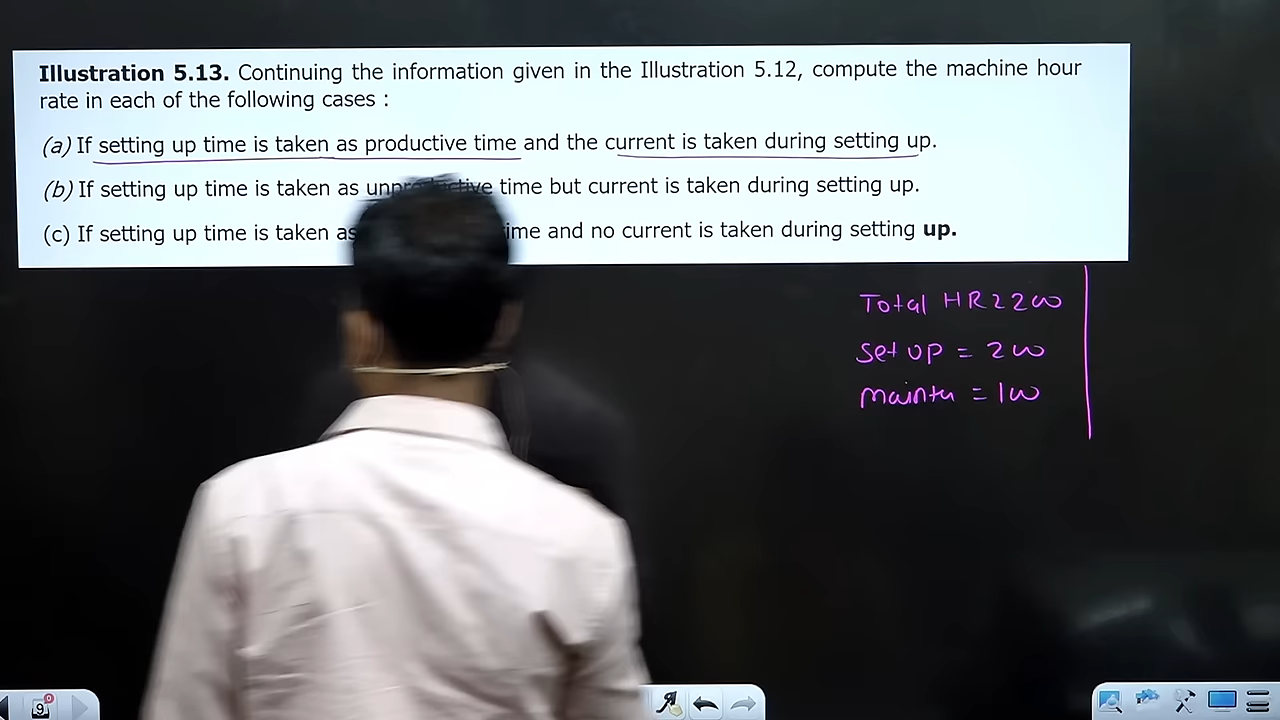 Illustration 5.13. Continuing the information given in the Illustration 5.12, compute the machine hour
rate in each of the following cases :
(a) If setting up time is taken as productive time and the current is taken during setting up.
(b) If setting up time is taken as time but current is taken during setting up.
(c) If setting up time is taken as and no current is taken during setting up.
Total HR 2200
Set up = 200
= 100
9